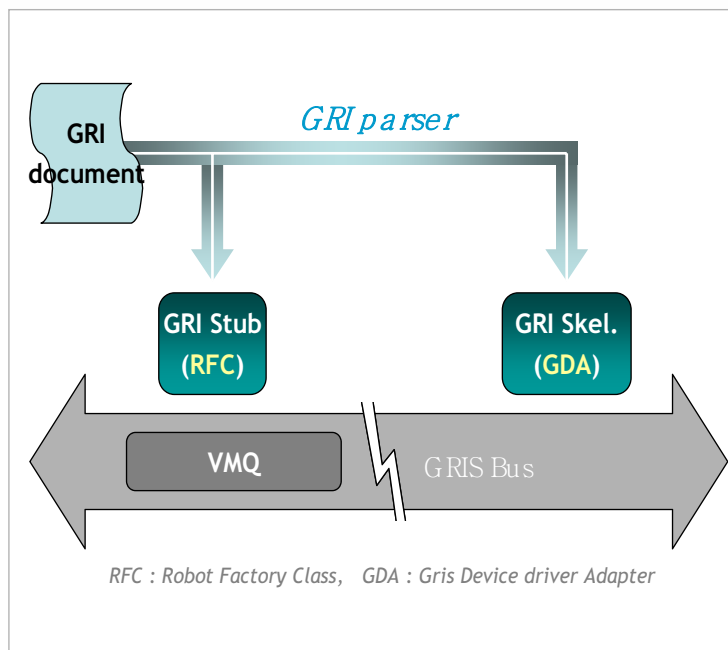 GRI
document
GRI parser
GRI Stub
(RFC)
GRI Skel.
(GDA)
VMQ
GRIS Bus
RFC : Robot Factory Class, GDA : Gris Device driver Adapter